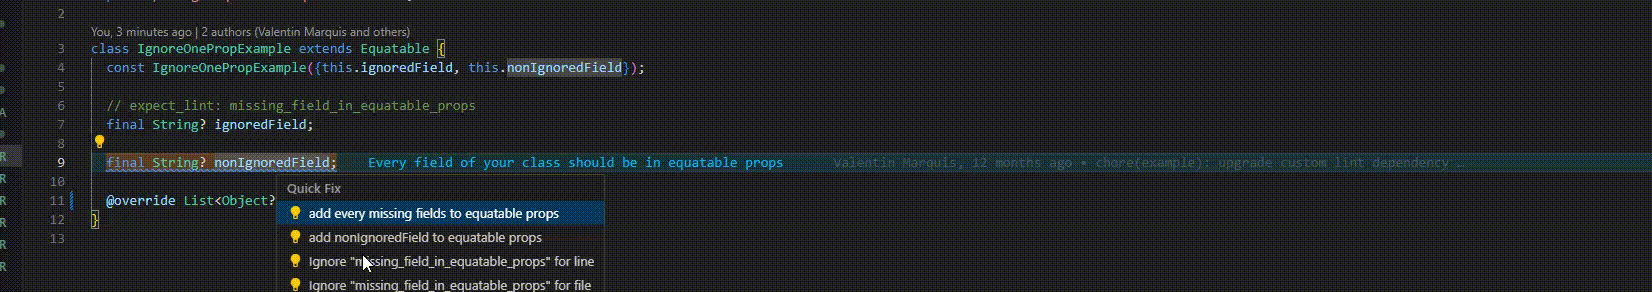 2
You, 3 minutes ago | 2 authors (Valentin Marquis and others)
3 class IgnoreOnePropExample extends Equatable {
4 const IgnoreOnePropExample({this.ignoredField, this.nonIgnoredField});
5
6 // expect_lint: missing_field_in_equatable_props
7 final String? ignoredField;
8
9 final String? nonIgnoredField; Every field of your class should be in equatable props Valentin Marquis, 12 months ago • chore(example): upgrade custom lint dependency …
10
Quick Fix
11 @override List<Object?
add every missing fields to equatable props
12 }
add nonIgnoredField to equatable props
13
Ignore "missing_field_in_equatable_props" for line
Ignore "missing_field_in_equatable_props" for file
A
R
R
R
R
R
R